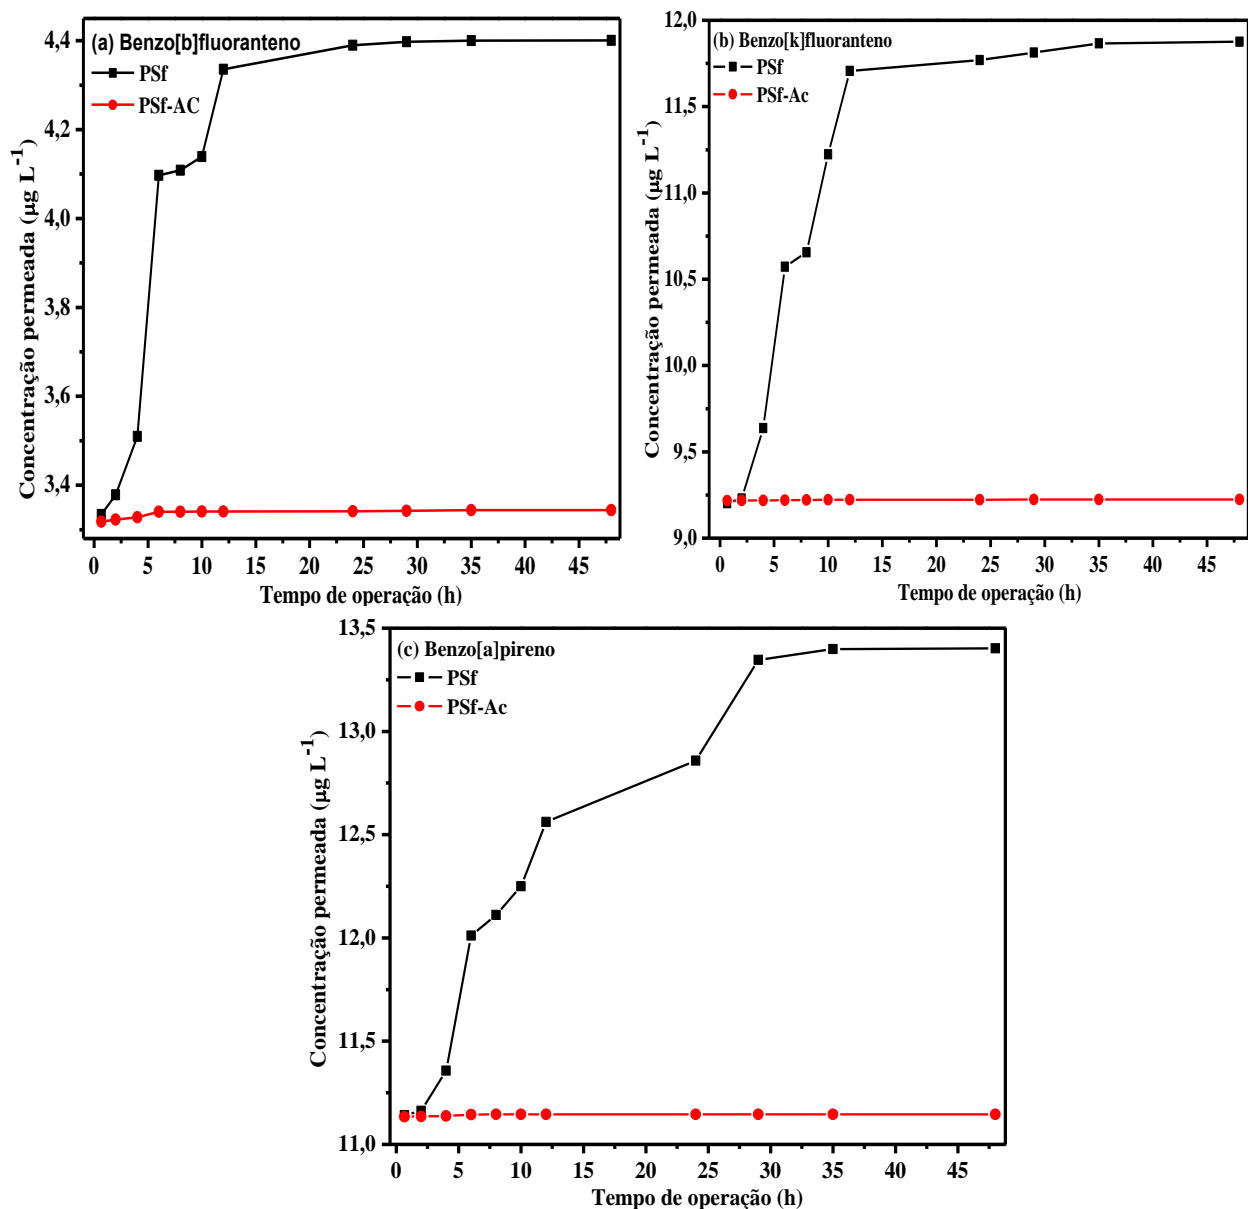 (a) Benzo[b]fluoranteno
PSf
PSf-AC
4,4
4,2
4,0
3,8
3,6
3,4
Concentração permeada (µg L⁻¹)
0 5 10 15 20 25 30 35 40 45
Tempo de operação (h)
(b) Benzo[k]fluoranteno
PSf
PSf-Ac
12,0
11,5
11,0
10,5
10,0
9,5
9,0
Concentração permeada (µg L⁻¹)
0 5 10 15 20 25 30 35 40 45
Tempo de operação (h)
(c) Benzo[a]pireno
PSf
PSf-Ac
13,5
13,0
12,5
12,0
11,5
11,0
Concentração permeada (µg L⁻¹)
0 5 10 15 20 25 30 35 40 45
Tempo de operação (h)